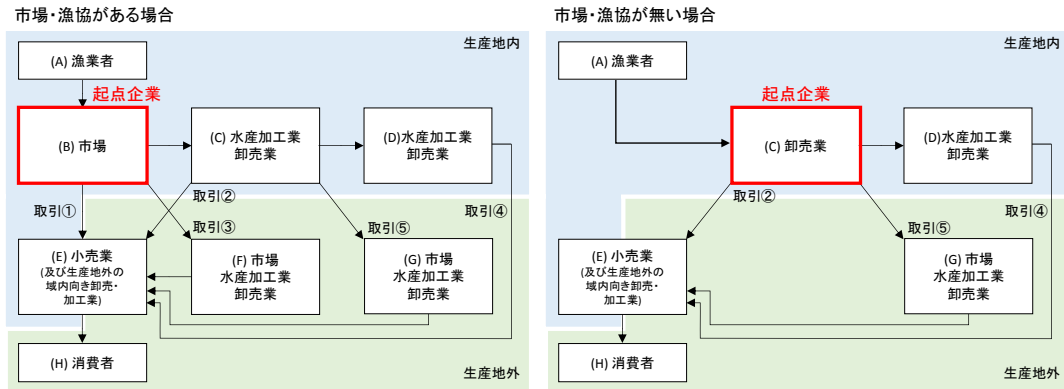 市場・漁協がある場合
生産地内
(A) 漁業者
起点企業
(B) 市場
(C) 水産加工業
卸売業
(D)水産加工業
卸売業
取引①
取引②
取引③
取引⑤
取引④
(E) 小売業
(及び生産地外の
域内向き卸売・
加工業)
(F) 市場
水産加工業
卸売業
(G) 市場
水産加工業
卸売業
(H) 消費者
生産地外
市場・漁協が無い場合
生産地内
(A) 漁業者
起点企業
(C) 卸売業
(D)水産加工業
卸売業
取引②
取引⑤
取引④
(E) 小売業
(及び生産地外の
域内向き卸売・
加工業)
(G) 市場
水産加工業
卸売業
(H) 消費者
生産地外